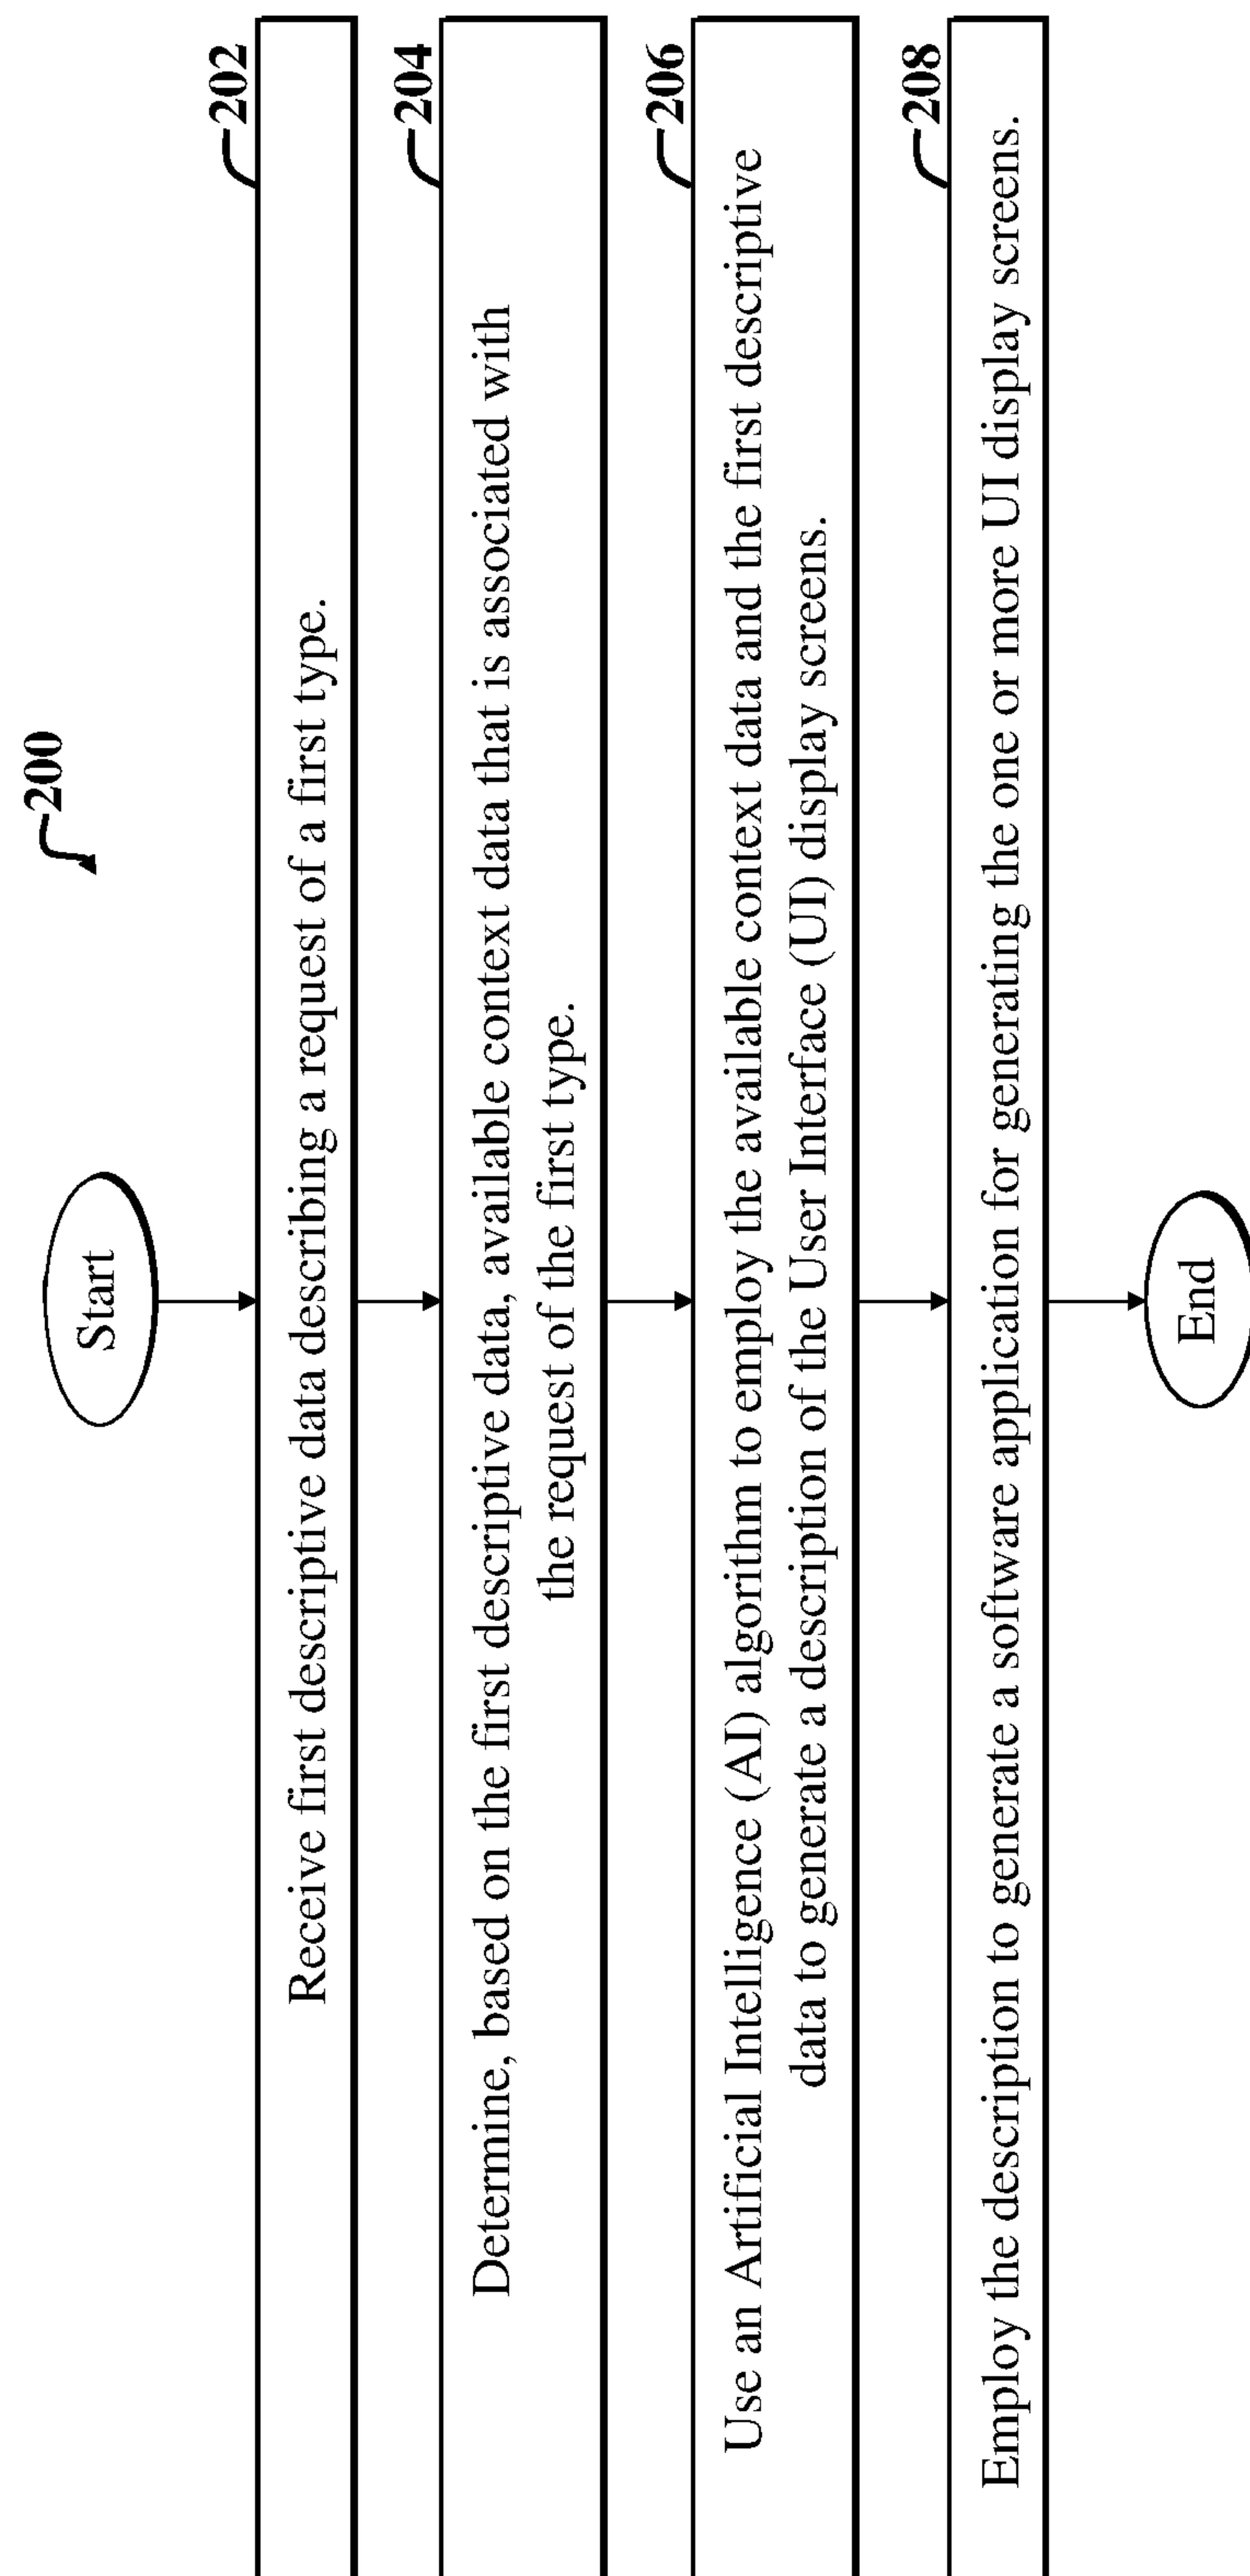 200
Start
202
Receive first descriptive data describing a request of a first type.
204
Determine, based on the first descriptive data, available context data that is associated with
the request of the first type.
206
Use an Artificial Intelligence (AI) algorithm to employ the available context data and the first descriptive
data to generate a description of the User Interface (UI) display screens.
208
Employ the description to generate a software application for generating the one or more UI display screens.
End